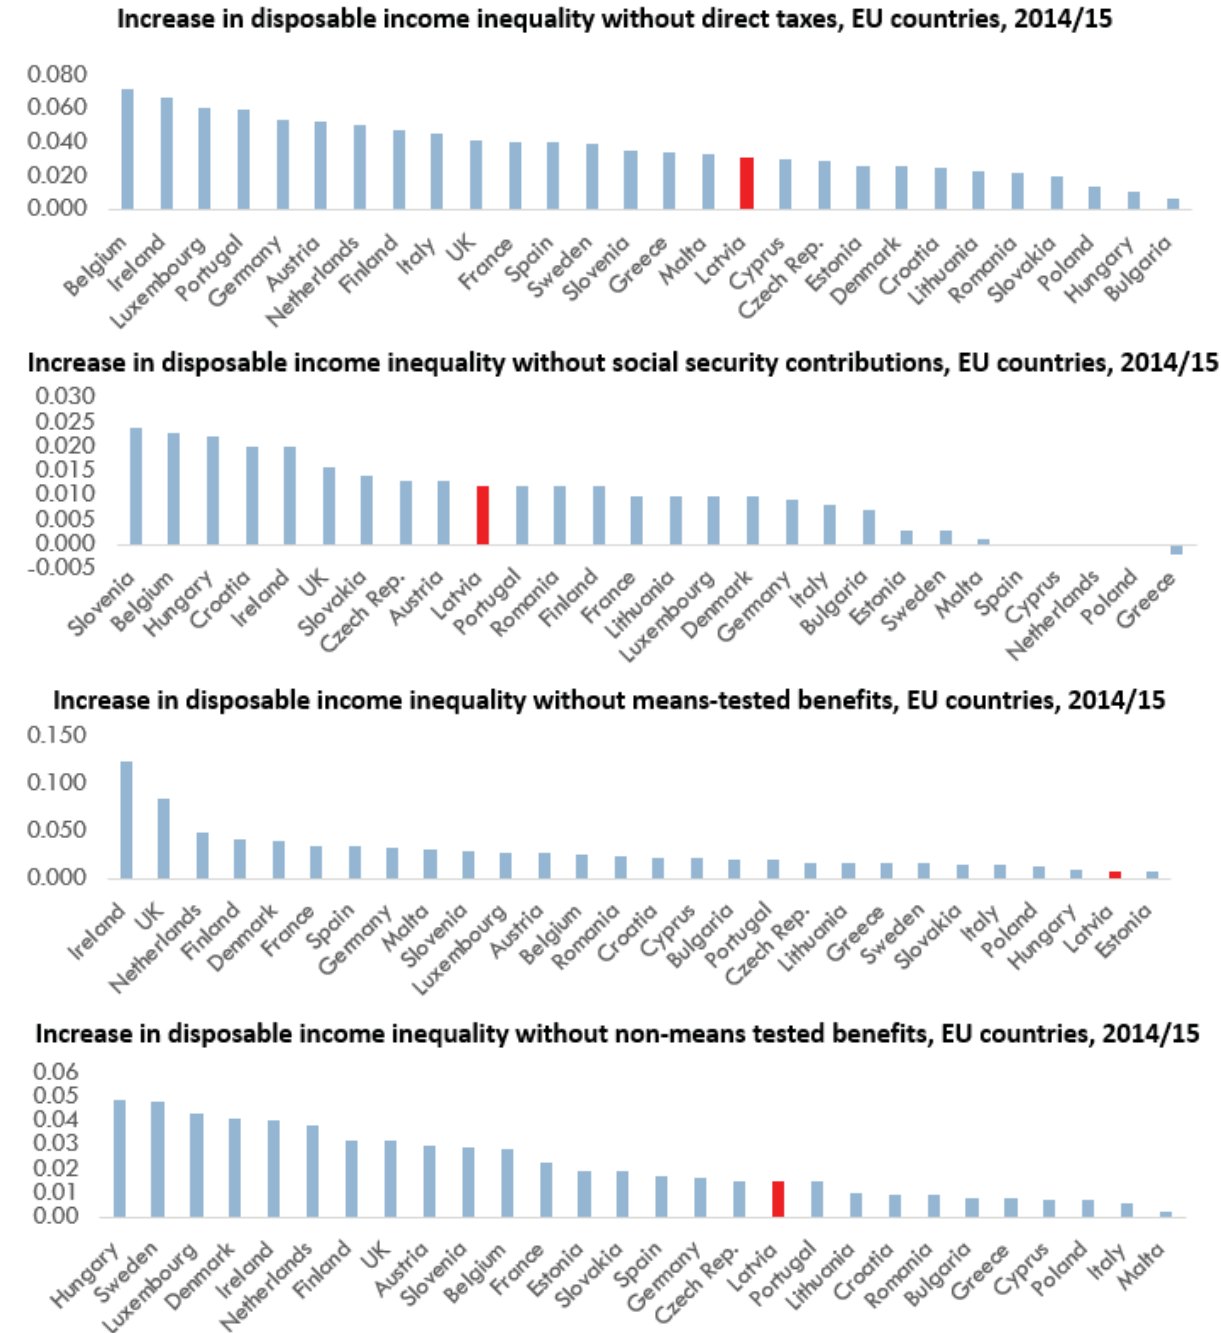 Increase in disposable income inequality without direct taxes, EU countries, 2014/15
0.080
0.060
0.040
0.020
0.000
Belgium
Ireland
Luxembourg
Portugal
Germany
Austria
Netherlands
Finland
Italy
UK
France
Spain
Sweden
Slovenia
Greece
Malta
Latvia
Cyprus
Czech Rep.
Estonia
Denmark
Croatia
Lithuania
Romania
Slovakia
Poland
Hungary
Bulgaria
Increase in disposable income inequality without social security contributions, EU countries, 2014/15
0.030
0.025
0.020
0.015
0.010
0.005
0.000
-0.005
Slovenia
Belgium
Hungary
Croatia
Ireland
UK
Slovakia
Czech Rep.
Austria
Latvia
Portugal
Romania
Finland
France
Lithuania
Luxembourg
Denmark
Germany
Italy
Bulgaria
Estonia
Sweden
Malta
Spain
Cyprus
Netherlands
Poland
Greece
Increase in disposable income inequality without means-tested benefits, EU countries, 2014/15
0.150
0.100
0.050
0.000
Ireland
UK
Netherlands
Finland
Denmark
France
Spain
Germany
Malta
Slovenia
Luxembourg
Austria
Belgium
Romania
Croatia
Cyprus
Bulgaria
Portugal
Czech Rep.
Lithuania
Greece
Sweden
Slovakia
Italy
Poland
Hungary
Latvia
Estonia
Increase in disposable income inequality without non-means tested benefits, EU countries, 2014/15
0.06
0.05
0.04
0.03
0.02
0.01
0.00
Hungary
Sweden
Luxembourg
Denmark
Ireland
Netherlands
Finland
UK
Austria
Slovenia
Belgium
France
Estonia
Slovakia
Spain
Germany
Czech Rep.
Latvia
Portugal
Lithuania
Croatia
Romania
Bulgaria
Greece
Cyprus
Poland
Italy
Malta